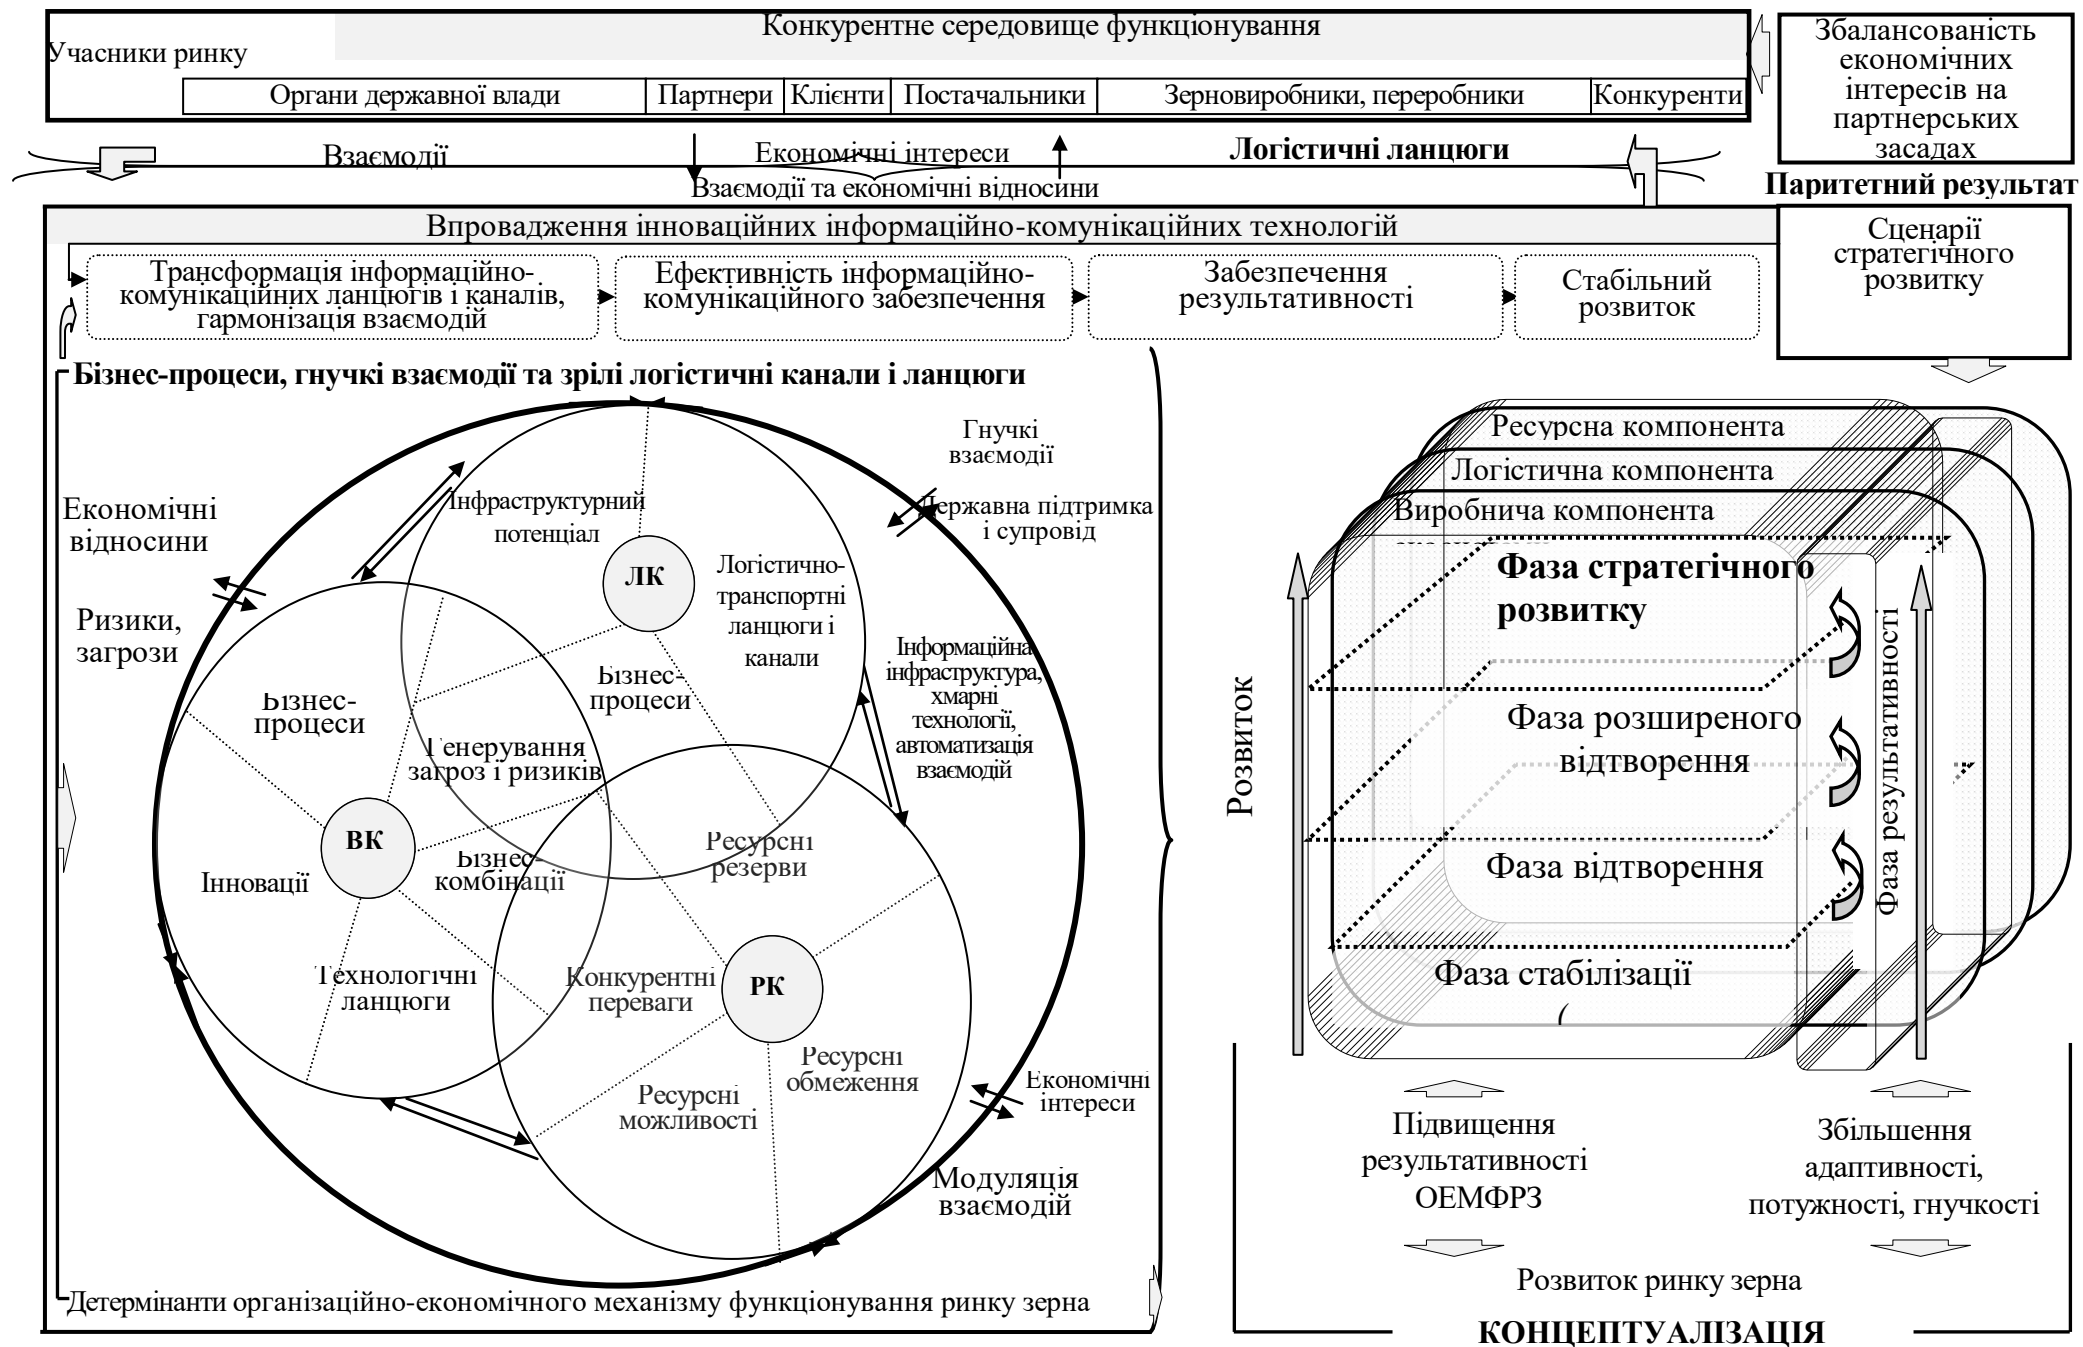 Конкурентне середовище функціонування
Учасники ринку
Органи державної влади
Партнери
Клієнти
Постачальники
Зерновиробники, переробники
Конкуренти
Збалансованість
економічних
інтересів на
партнерських
засадах
Взаємодії
Економічні інтереси
Логістичні ланцюги
Взаємодії та економічні відносини
Паритетний результат
Впровадження інноваційних інформаційно-комунікаційних технологій
Сценарії
стратегічного
розвитку
Трансформація інформаційно-
комунікаційних ланцюгів і каналів,
гармонізація взаємодій
Ефективність інформаційно-
комунікаційного забезпечення
Забезпечення
результативності
Стабільний
розвиток
Бізнес-процеси, гнучкі взаємодії та зрілі логістичні канали і ланцюги
Гнучкі
взаємодії
Державна підтримка
і супровід
Економічні
відносини
Ризики,
загрози
Інфраструктурний
потенціал
ЛК
Логістично-
транспортні
ланцюги і
канали
Інформаційна
інфраструктура,
хмарні
технології,
автоматизація
взаємодій
Бізнес-
процеси
Бізнес-
процеси
Генерування
загроз і ризиків
ВК
Бізнес-
комбінації
Ресурсні
резерви
Інновації
Технологічні
ланцюги
Конкурентні
переваги
РК
Ресурсні
обмеження
Ресурсні
можливості
Економічні
інтереси
Модуляція
взаємодій
Детермінанти організаційно-економічного механізму функціонування ринку зерна
Ресурсна компонента
Логістична компонента
Виробнича компонента
Фаза стратегічного
розвитку
Фаза розширеного
відтворення
Фаза відтворення
Фаза стабілізації
(
Розвиток
Фаза результативності
Підвищення
результативності
ОЕМФРЗ
Збільшення
адаптивності,
потужності, гнучкості
Розвиток ринку зерна
КОНЦЕПТУАЛІЗАЦІЯ